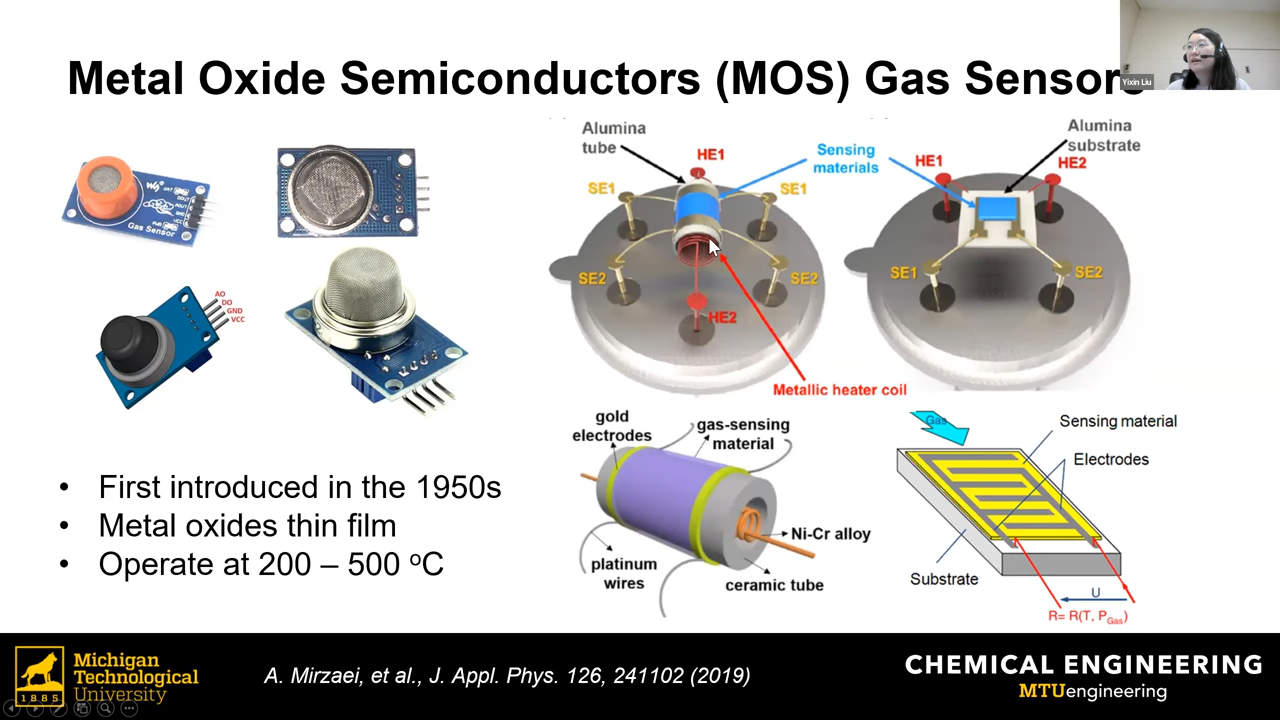 Metal Oxide Semiconductors (MOS) Gas Sensors
Yixin Liu
Gas Sensor
AO
DO
GND
VCC
Alumina
tube
HE1
Sensing
materials
SE1
SE1
SE2
SE2
HE2
Metallic heater coil
Alumina
substrate
HE1
HE2
SE1
SE2
gold
electrodes
gas-sensing
material
Ni-Cr alloy
platinum
wires
ceramic tube
Gas
Sensing material
Electrodes
Substrate
U
R= R(T, PGas)
• First introduced in the 1950s
• Metal oxides thin film
• Operate at 200 – 500 ºC
Michigan
Technological
University
1885
A. Mirzaei, et al., J. Appl. Phys. 126, 241102 (2019)
CHEMICAL ENGINEERING
MTUengineering